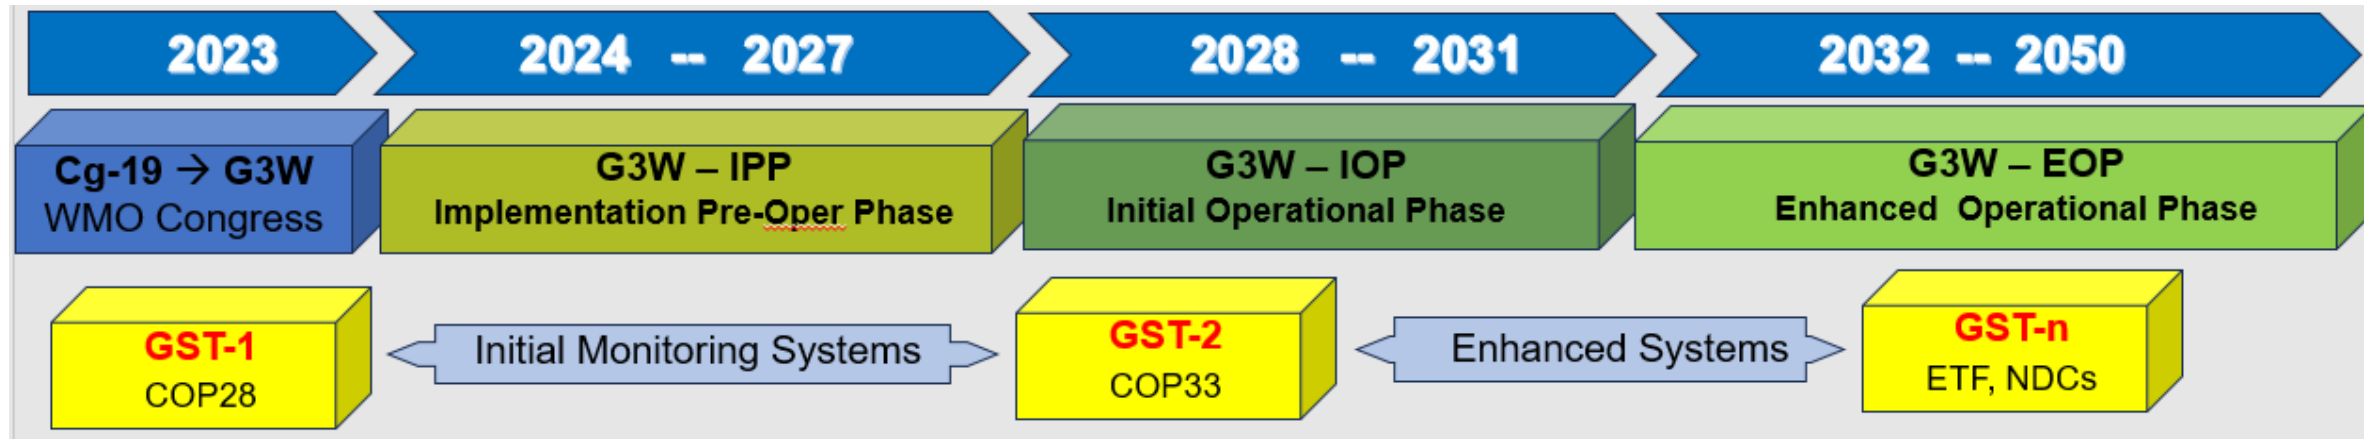 2023
2024 -- 2027
2028 -- 2031
2032 -- 2050
Cg-19 → G3W
WMO Congress
G3W – IPP
Implementation Pre-Oper Phase
G3W – IOP
Initial Operational Phase
G3W – EOP
Enhanced Operational Phase
GST-1
COP28
Initial Monitoring Systems
GST-2
COP33
Enhanced Systems
GST-n
ETF, NDCs